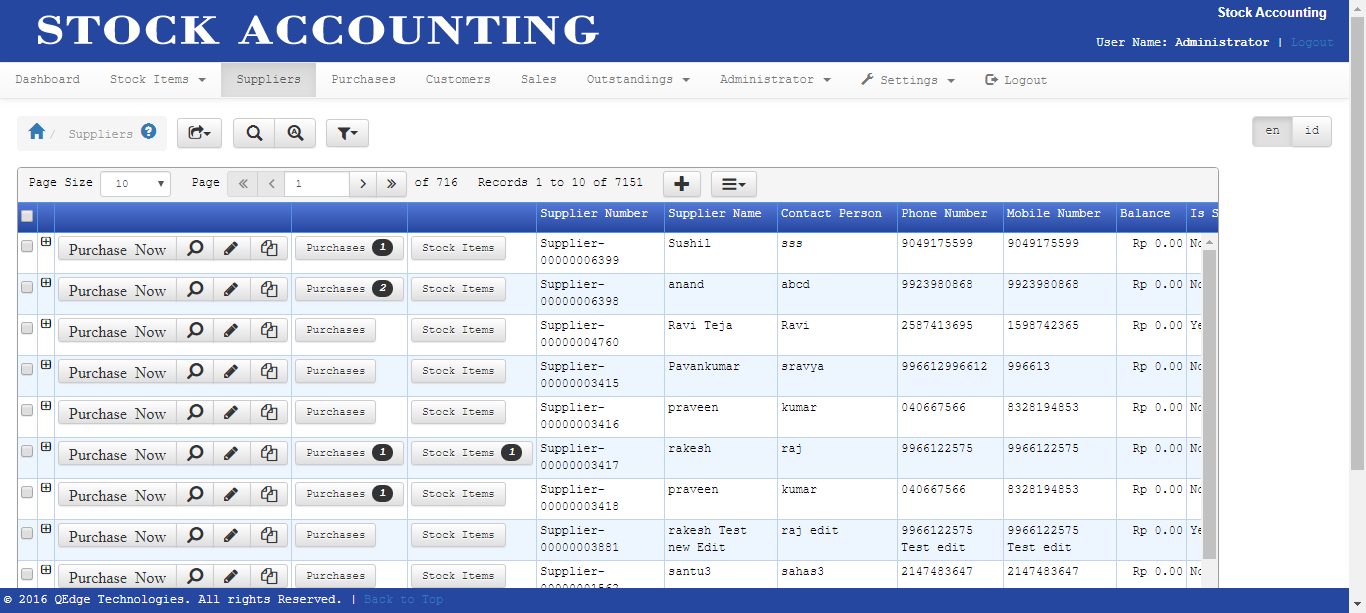 STOCK ACCOUNTING
Stock Accounting
User Name: Administrator | Logout
Dashboard Stock Items Suppliers Purchases Customers Sales Outstandings Administrator Settings Logout
/ Suppliers ?
en id
Page Size 10 Page « < 1 > » of 716 Records 1 to 10 of 7151
Supplier Number Supplier Name Contact Person Phone Number Mobile Number Balance Is S
Purchase Now Purchases 1 Stock Items Supplier- Sushil sss 9049175599 9049175599 Rp 0.00 No
00000006399
Purchase Now Purchases 2 Stock Items Supplier- anand abcd 9923980868 9923980868 Rp 0.00 No
00000006398
Purchase Now Purchases Stock Items Supplier- Ravi Teja Ravi 2587413695 1598742365 Rp 0.00 Ye
00000004760
Purchase Now Purchases Stock Items Supplier- Pavankumar sravya 996612996612 996613 Rp 0.00 No
00000003415
Purchase Now Purchases Stock Items Supplier- praveen kumar 040667566 8328194853 Rp 0.00 No
00000003416
Purchase Now Purchases 1 Stock Items 1 Supplier- rakesh raj 9966122575 9966122575 Rp 0.00 No
00000003417
Purchase Now Purchases 1 Stock Items Supplier- praveen kumar 040667566 8328194853 Rp 0.00 No
00000003418
Purchase Now Purchases Stock Items Supplier- rakesh Test raj edit 9966122575 9966122575 Rp 0.00 Ye
00000003881 new Edit Test edit Test edit
Purchase Now Purchases Stock Items Supplier- santu3 sahas3 2147483647 2147483647 Rp 0.00 No
© 2016 QEdge Technologies. All rights Reserved. | Back to Top